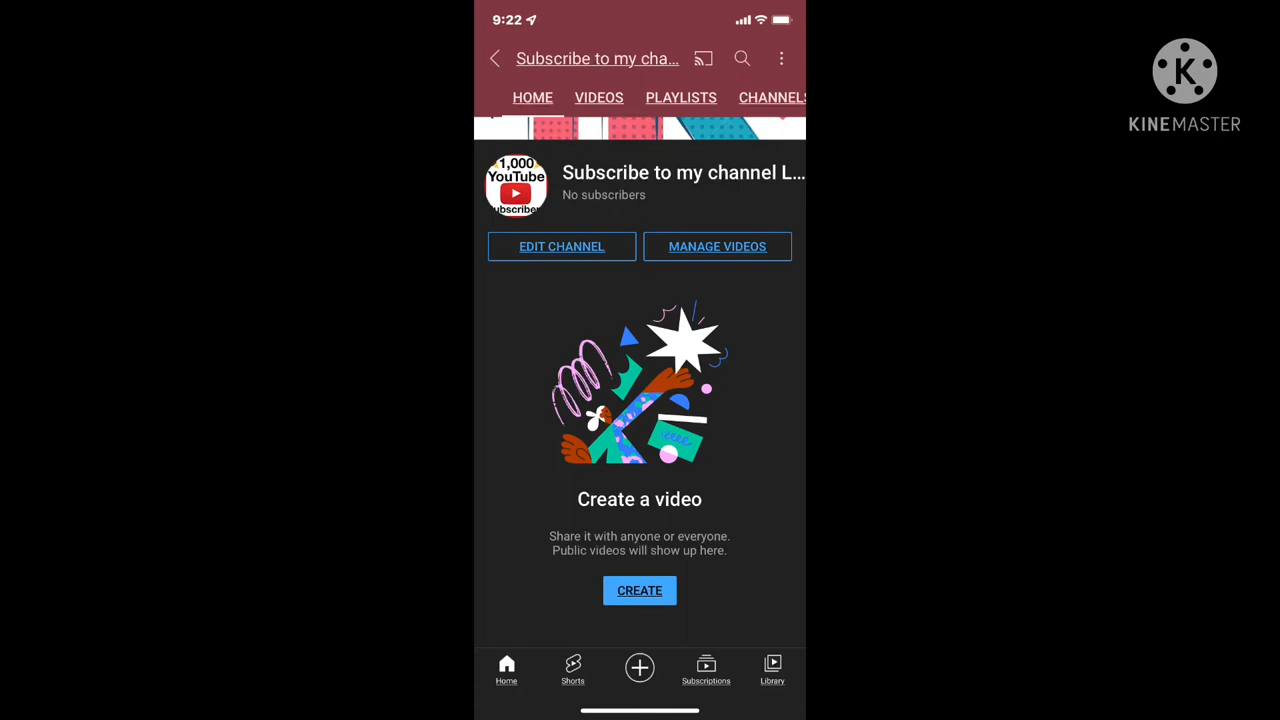 9:22
Subscribe to my cha...
HOME VIDEOS PLAYLISTS CHANNELS
1,000
YouTube
ubscriber
Subscribe to my channel L...
No subscribers
EDIT CHANNEL MANAGE VIDEOS
Create a video
Share it with anyone or everyone.
Public videos will show up here.
CREATE
Home Shorts Subscriptions Library
K
KINEMASTER